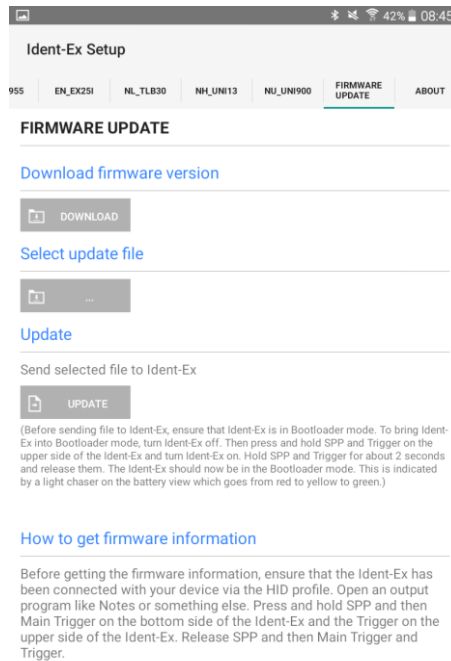 42% 08:45
Ident-Ex Setup
955 EN_EX25I NL_TLB30 NH_UNI13 NU_UNI900 FIRMWARE UPDATE ABOUT
FIRMWARE UPDATE
Download firmware version
DOWNLOAD
Select update file
...
Update
Send selected file to Ident-Ex
UPDATE
(Before sending file to Ident-Ex, ensure that Ident-Ex is in Bootloader mode. To bring Ident-
Ex into Bootloader mode, turn Ident-Ex off. Then press and hold SPP and Trigger on the
upper side of the Ident-Ex and turn Ident-Ex on. Hold SPP and Trigger for about 2 seconds
and release them. The Ident-Ex should now be in the Bootloader mode. This is indicated
by a light chaser on the battery view which goes from red to yellow to green.)
How to get firmware information
Before getting the firmware information, ensure that the Ident-Ex has
been connected with your device via the HID profile. Open an output
program like Notes or something else. Press and hold SPP and then
Main Trigger on the bottom side of the Ident-Ex and the Trigger on the
upper side of the Ident-Ex. Release SPP and then Main Trigger and
Trigger.